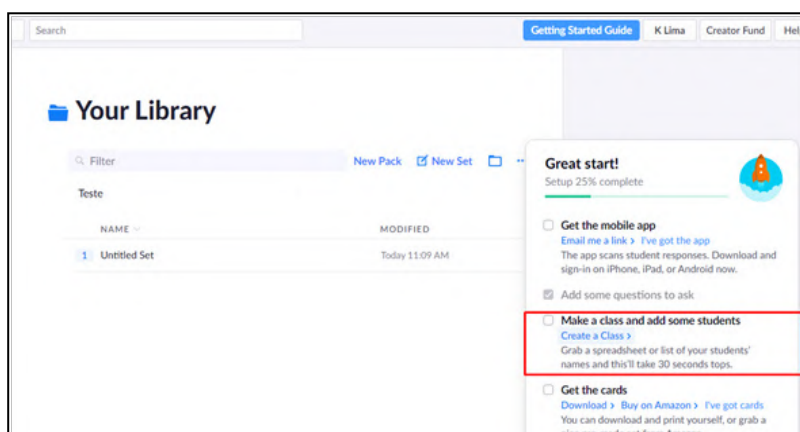 Search
Getting Started Guide K Lima Creator Fund Hel
Your Library
Filter New Pack New Set
Teste
NAME MODIFIED
1 Untitled Set Today 11:09 AM
Great start!
Setup 25% complete
Get the mobile app
Email me a link > I've got the app
The app scans student responses. Download and
sign-in on iPhone, iPad, or Android now.
Add some questions to ask
Make a class and add some students
Create a Class >
Grab a spreadsheet or list of your students'
names and this'll take 30 seconds tops.
Get the cards
Download > Buy on Amazon > I've got cards
You can download and print yourself, or grab a